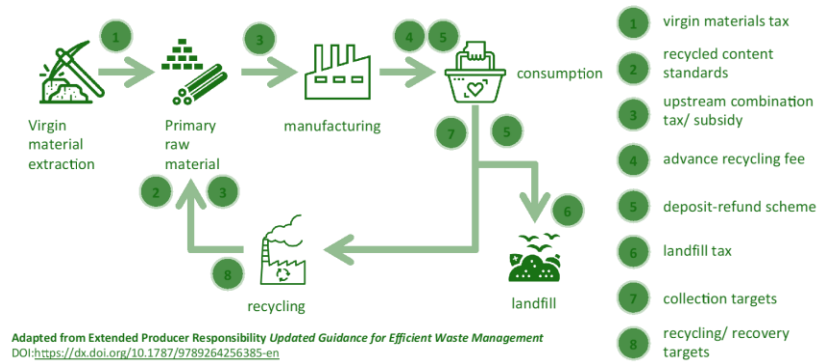 1
3
4
5
consumption
Virgin
material
extraction
Primary
raw
material
manufacturing
7
5
2
3
6
8
recycling
landfill
1 virgin materials tax
2 recycled content
standards
3 upstream combination
tax/ subsidy
4 advance recycling fee
5 deposit-refund scheme
6 landfill tax
7 collection targets
8 recycling/ recovery
targets
Adapted from Extended Producer Responsibility Updated Guidance for Efficient Waste Management
DOI:https://dx.doi.org/10.1787/9789264256385-en